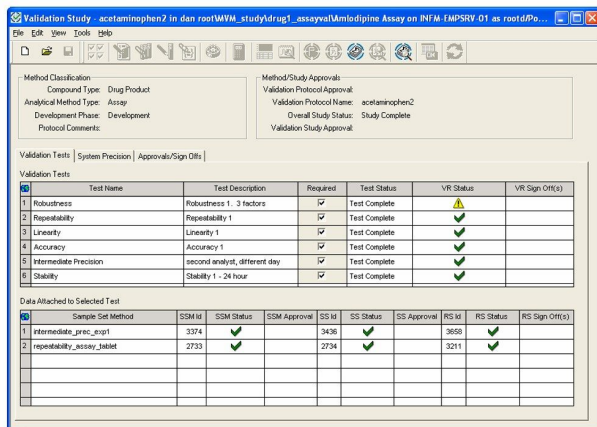 Validation Study - acetaminophen2 in dan root\MVM_study\drug1_assayval\Amlodipine Assay on INFM-EMPSRV-01 as rootd/Po...
File Edit View Tools Help
Method Classification
Compound Type: Drug Product
Analytical Method Type: Assay
Development Phase: Development
Protocol Comments:
Method/Study Approvals
Validation Protocol Approval:
Validation Protocol Name: acetaminophen2
Overall Study Status: Study Complete
Validation Study Approval:
Validation Tests System Precision Approvals/Sign Offs
Validation Tests
Test Name Test Description Required Test Status VR Status VR Sign Off(s)
1 Robustness Robustness 1. 3 factors Test Complete
2 Repeatability Repeatability 1 Test Complete
3 Linearity Linearity 1 Test Complete
4 Accuracy Accuracy 1 Test Complete
5 Intermediate Precision second analyst, different day Test Complete
6 Stability Stability 1 - 24 hour Test Complete
Data Attached to Selected Test
Sample Set Method SSM Id SSM Status SSM Approval SS Id SS Status SS Approval RS Id RS Status RS Sign Off(s)
1 intermediate_prec_exp1 3374 3436 3658
2 repeatability_assay_tablet 2733 2734 3211